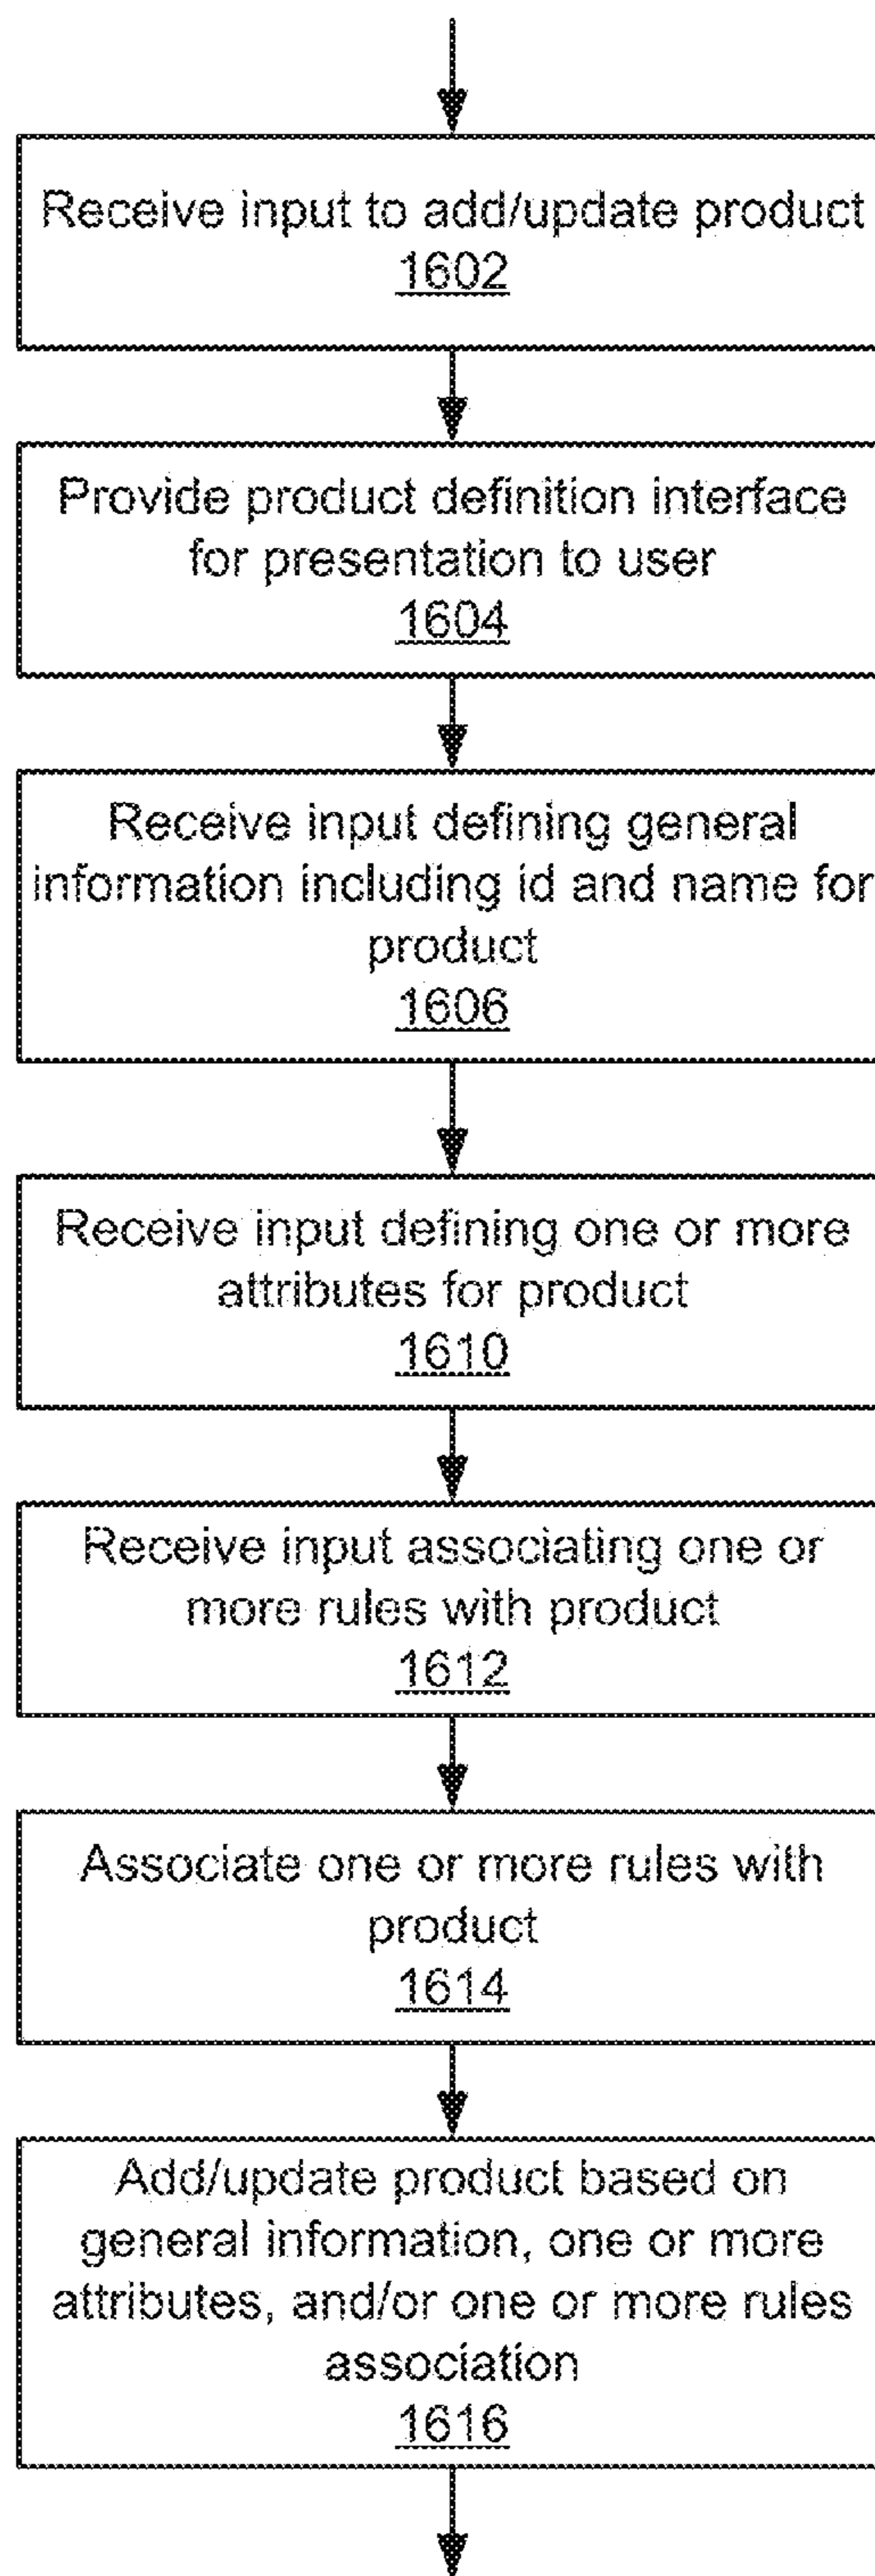 Receive input to add/update product
1602
Provide product definition interface
for presentation to user
1604
Receive input defining general
information including id and name for
product
1606
Receive input defining one or more
attributes for product
1610
Receive input associating one or
more rules with product
1612
Associate one or more rules with
product
1614
Add/update product based on
general information, one or more
attributes, and/or one or more rules
association
1616